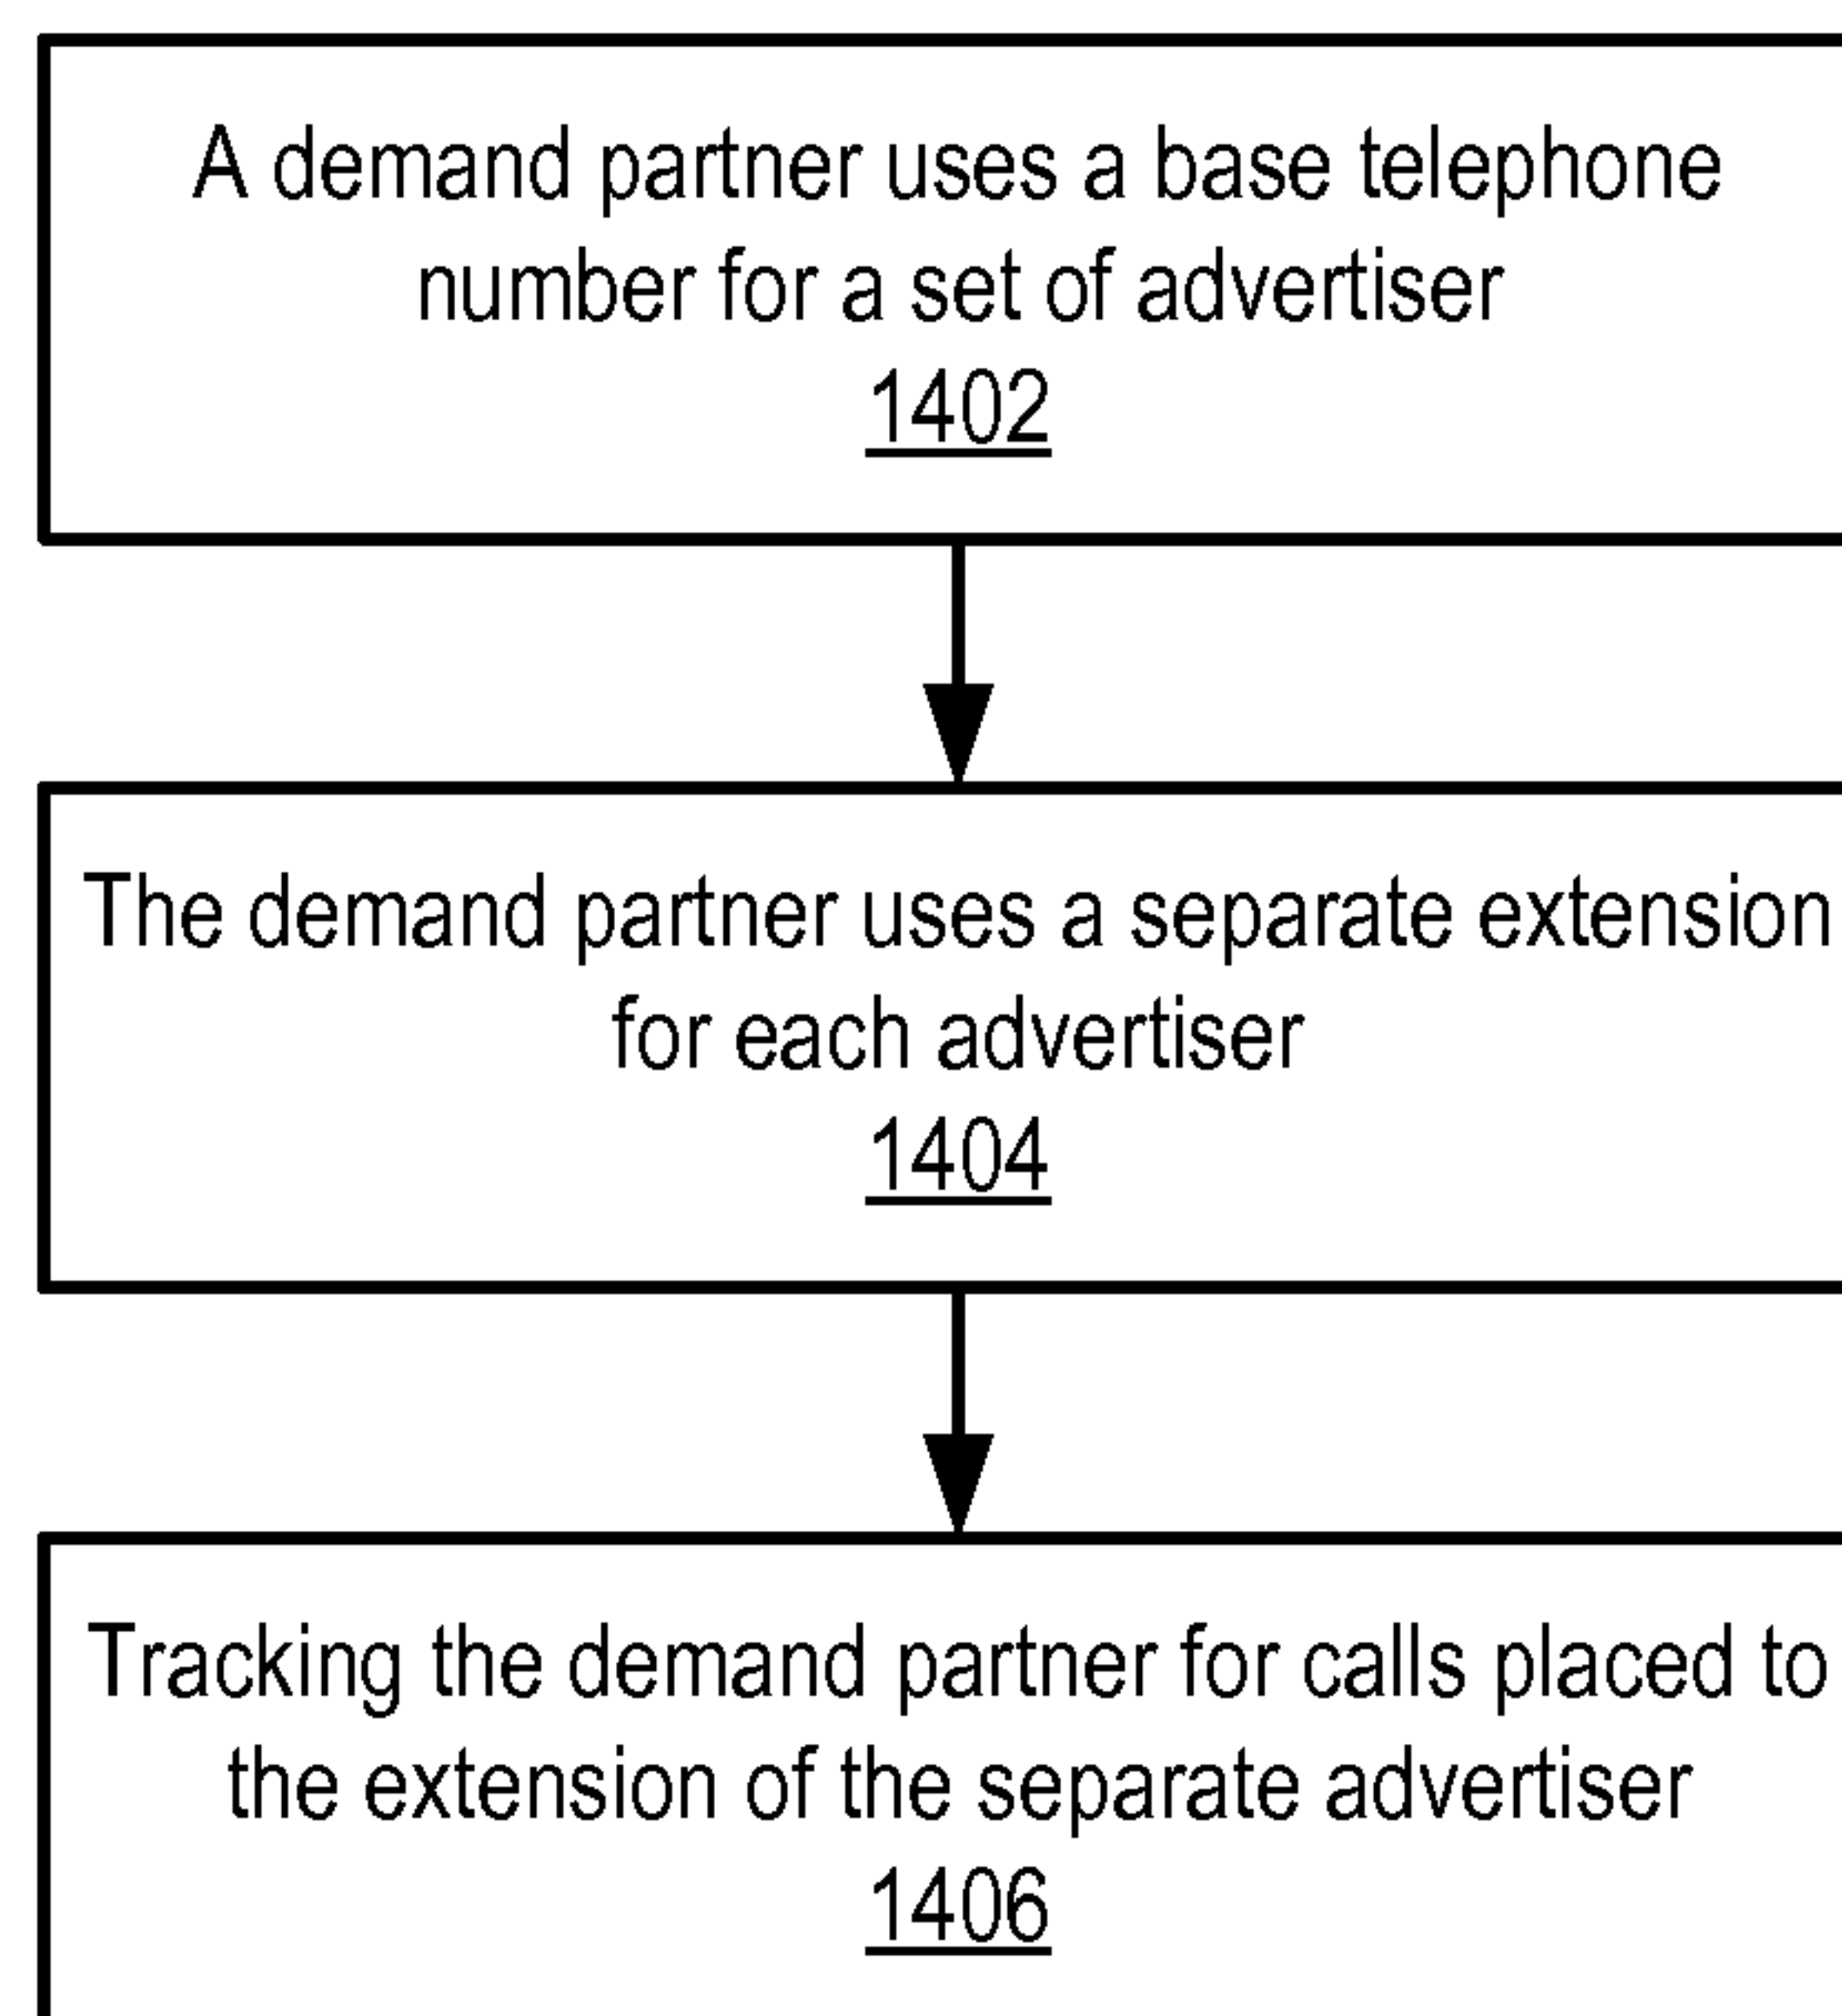 A demand partner uses a base telephone
number for a set of advertiser
1402
The demand partner uses a separate extension
for each advertiser
1404
Tracking the demand partner for calls placed to
the extension of the separate advertiser
1406